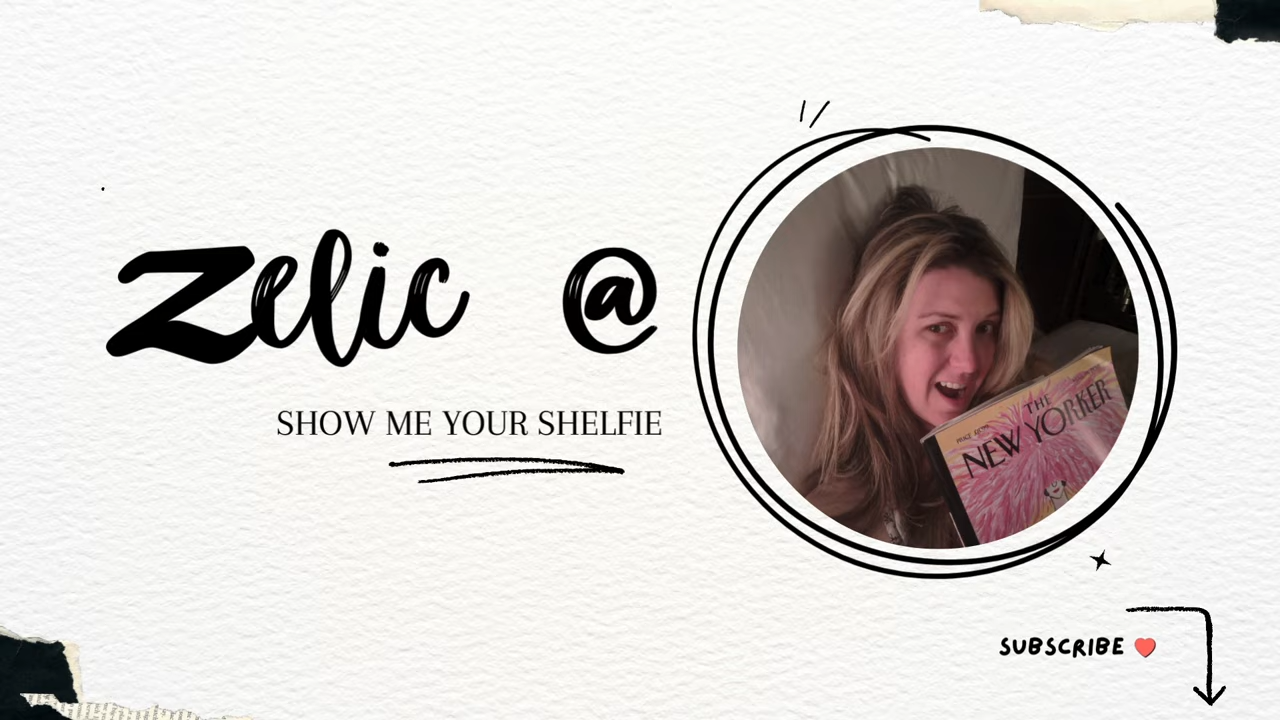 Zelic @
SHOW ME YOUR SHELFIE
THE
NEW YORKER
SUBSCRIBE ❤️